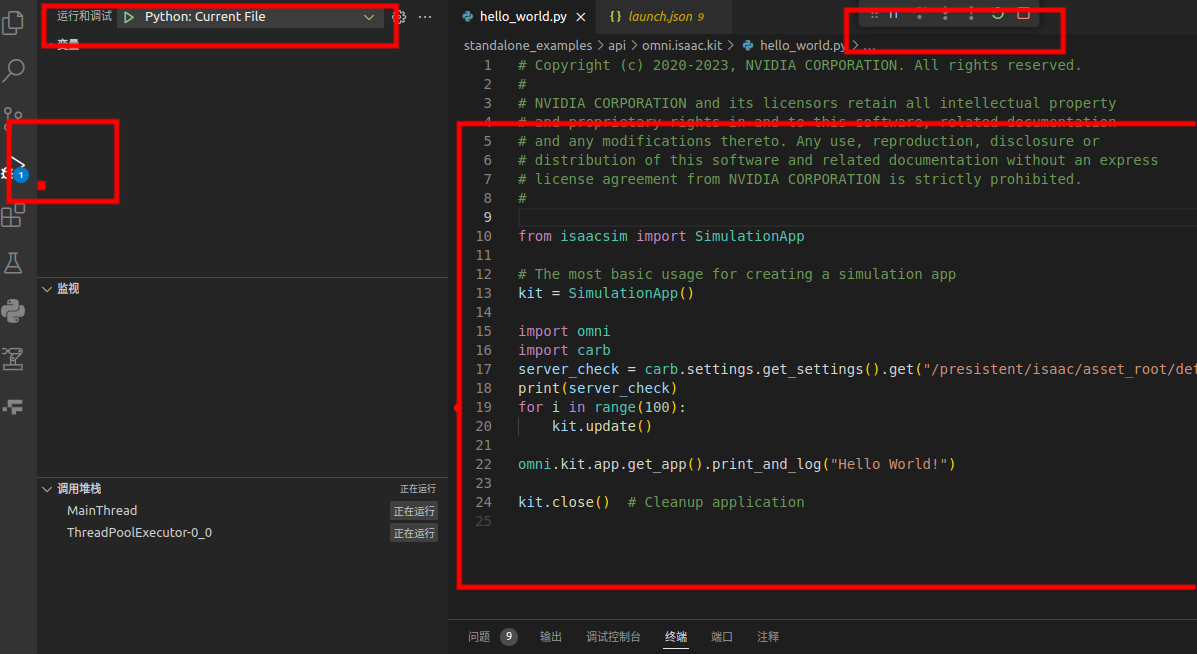 运行和调试 Python: Current File
变量
1
监视
调用堆栈 正在运行
MainThread 正在运行
ThreadPoolExecutor-0_0 正在运行
hello_world.py {} launch.json 9
standalone_examples > api > omni.isaac.kit > hello_world.py > ...
1 # Copyright (c) 2020-2023, NVIDIA CORPORATION. All rights reserved.
2 #
3 # NVIDIA CORPORATION and its licensors retain all intellectual property
4 # and proprietary rights in and to this software, related documentation
5 # and any modifications thereto. Any use, reproduction, disclosure or
6 # distribution of this software and related documentation without an express
7 # license agreement from NVIDIA CORPORATION is strictly prohibited.
8 #
9
10 from isaacsim import SimulationApp
11
12 # The most basic usage for creating a simulation app
13 kit = SimulationApp()
14
15 import omni
16 import carb
17 server_check = carb.settings.get_settings().get("/presistent/isaac/asset_root/def
18 print(server_check)
19 for i in range(100):
20 kit.update()
21
22 omni.kit.app.get_app().print_and_log("Hello World!")
23
24 kit.close() # Cleanup application
25
问题 9 输出 调试控制台 终端 端口 注释